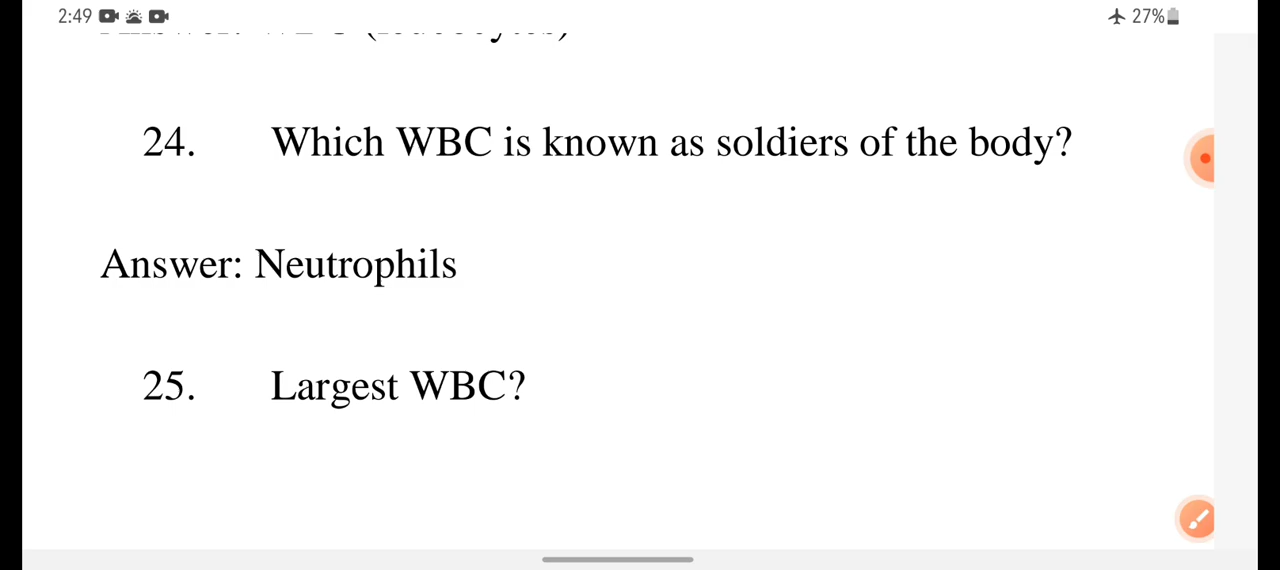 2:49
27%
24. Which WBC is known as soldiers of the body?
Answer: Neutrophils
25. Largest WBC?